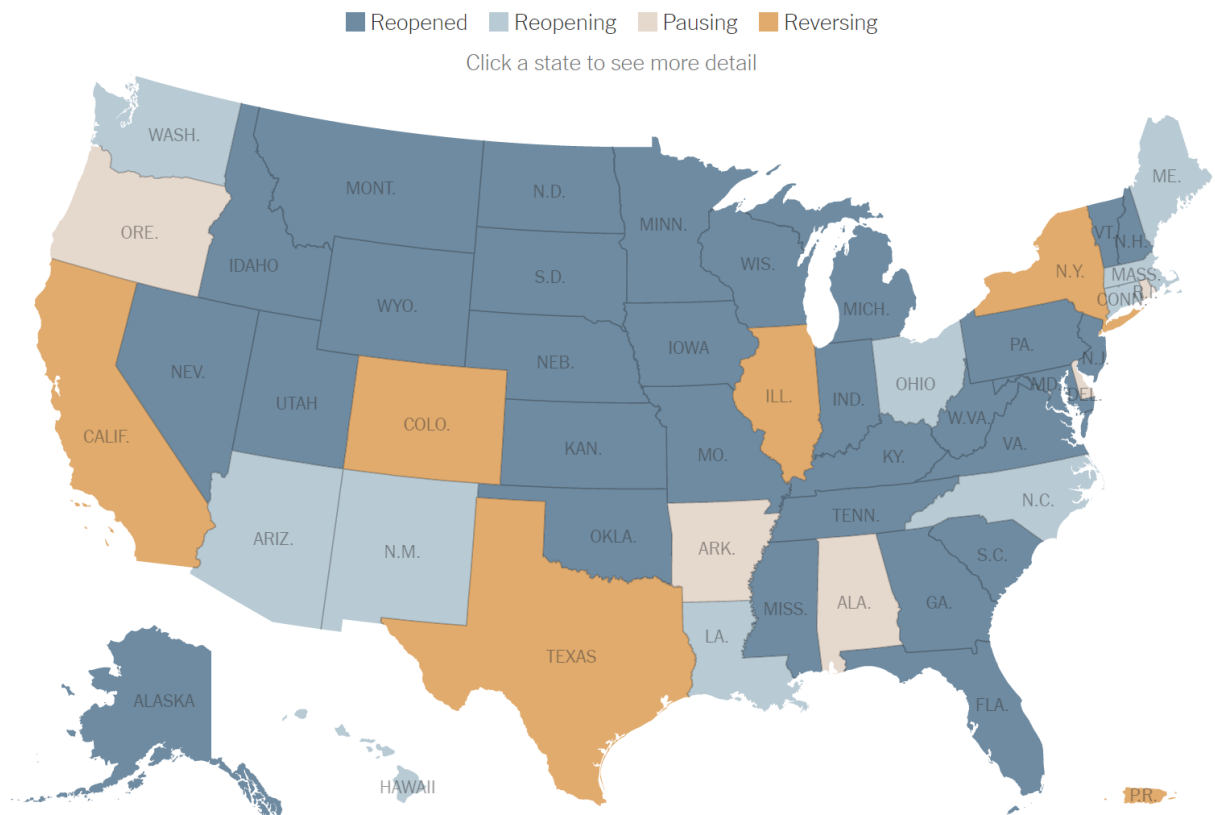 Reopened Reopening Pausing Reversing
Click a state to see more detail
WASH.
ME.
MONT.
N.D.
MINN.
ORE.
VT.
N.H.
IDAHO
S.D.
WIS.
N.Y.
MASS.
R.I.
CONN.
WYO.
MICH.
IOWA
PA.
N.J.
NEV.
NEB.
OHIO
MD.
DEL.
UTAH
ILL.
IND.
COLO.
W.VA.
CALIF.
KAN.
MO.
KY.
VA.
N.C.
TENN.
ARIZ.
N.M.
OKLA.
ARK.
S.C.
MISS.
ALA.
GA.
LA.
TEXAS
ALASKA
FLA.
HAWAII
P.R.